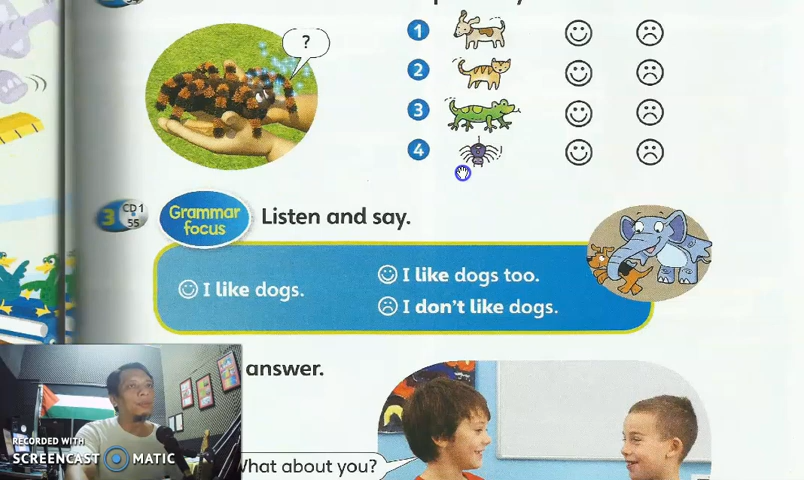 ?
1
2
3
4
3
CD 1
55
Grammar
focus
Listen and say.
I like dogs.
I like dogs too.
I don't like dogs.
answer.
What about you?
RECORDED WITH
SCREENCAST MATIC